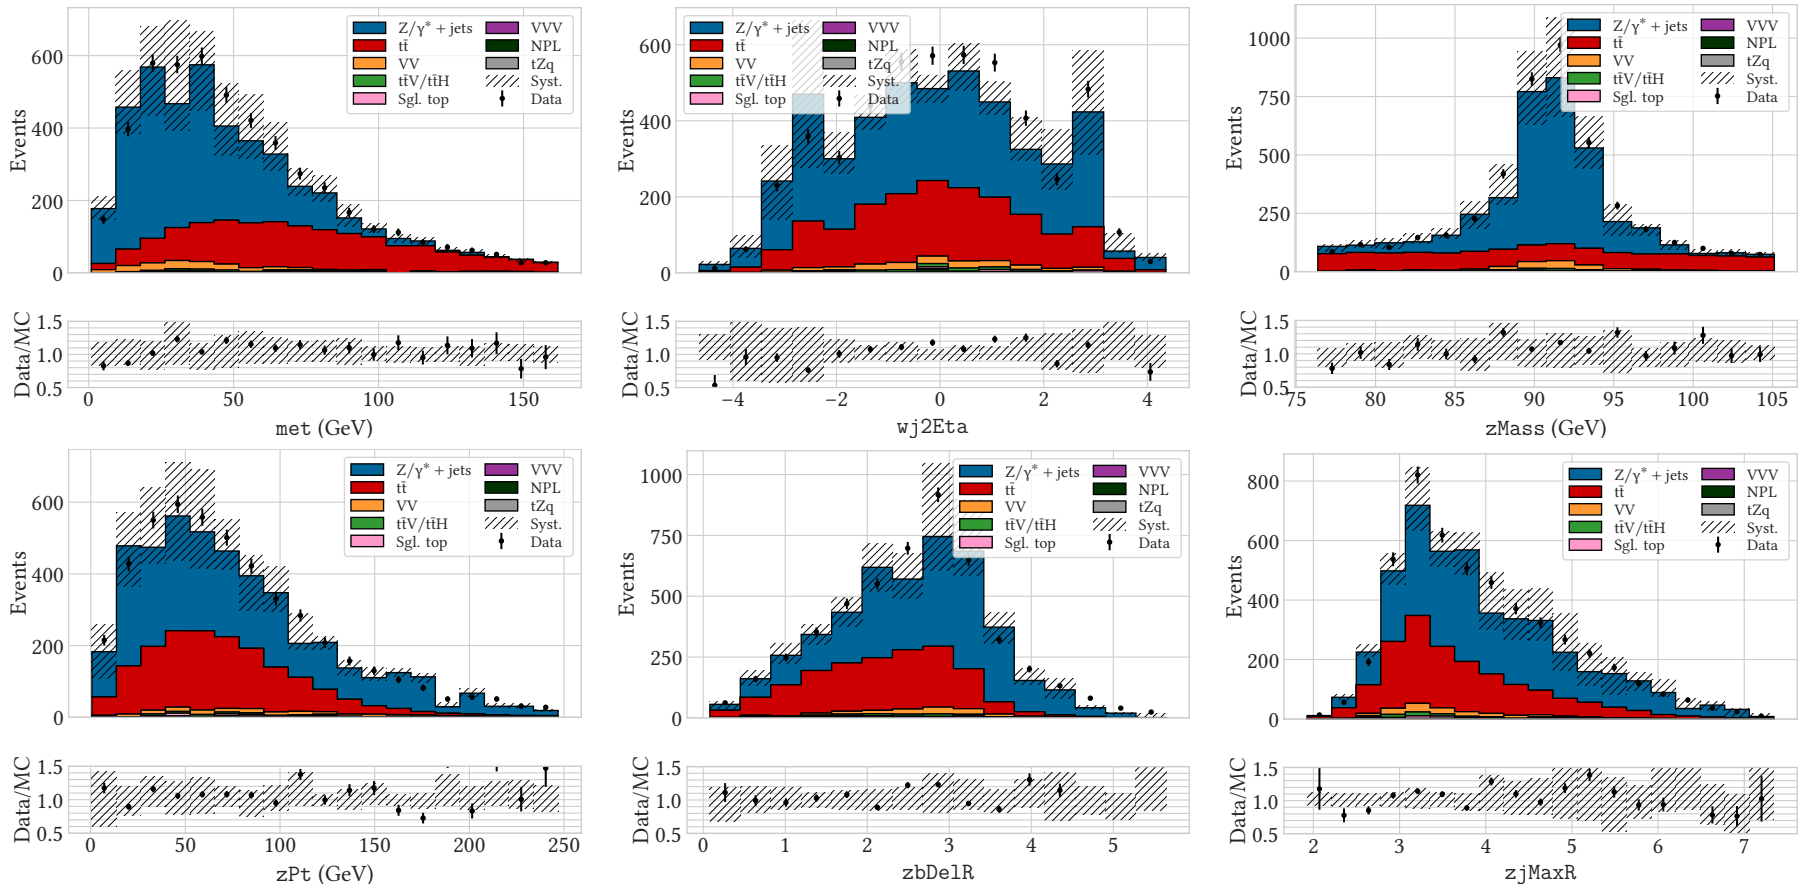 600
400
200
0
Events
Z/γ* + jets
tt̄
VV
tt̄V/tt̄H
Sgl. top
VVV
NPL
tZq
Syst.
Data
1.5
1.0
0.5
Data/MC
0 50 100 150
met (GeV)
600
400
200
0
Events
Z/γ* + jets
tt̄
VV
tt̄V/tt̄H
Sgl. top
VVV
NPL
tZq
Syst.
Data
1.5
1.0
0.5
Data/MC
−4 −2 0 2 4
wj2Eta
1000
750
500
250
0
Events
Z/γ* + jets
tt̄
VV
tt̄V/tt̄H
Sgl. top
VVV
NPL
tZq
Syst.
Data
1.5
1.0
0.5
Data/MC
75 80 85 90 95 100 105
zMass (GeV)
600
400
200
0
Events
Z/γ* + jets
tt̄
VV
tt̄V/tt̄H
Sgl. top
VVV
NPL
tZq
Syst.
Data
1.5
1.0
0.5
Data/MC
0 50 100 150 200 250
zPt (GeV)
1000
750
500
250
0
Events
Z/γ* + jets
tt̄
VV
tt̄V/tt̄H
Sgl. top
VVV
NPL
tZq
Syst.
Data
1.5
1.0
0.5
Data/MC
0 1 2 3 4 5
zbDelR
800
600
400
200
0
Events
Z/γ* + jets
tt̄
VV
tt̄V/tt̄H
Sgl. top
VVV
NPL
tZq
Syst.
Data
1.5
1.0
0.5
Data/MC
2 3 4 5 6 7
zjMaxR